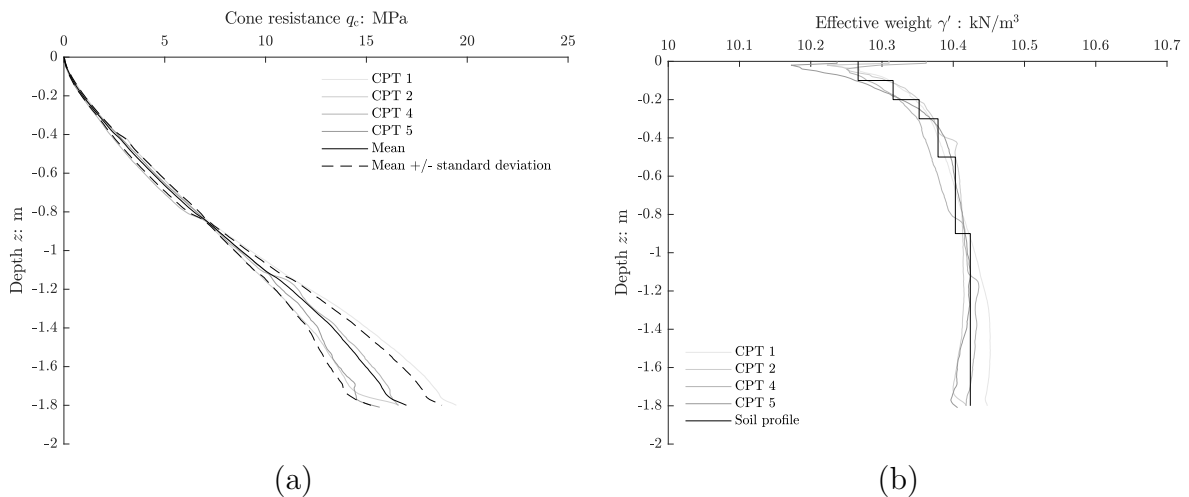 Cone resistance qc: MPa
0 5 10 15 20 25
0
-0.2
-0.4
-0.6
-0.8
-1
-1.2
-1.4
-1.6
-1.8
-2
Depth z: m
CPT 1
CPT 2
CPT 4
CPT 5
Mean
Mean +/- standard deviation
(a)
Effective weight γ′ : kN/m³
10 10.1 10.2 10.3 10.4 10.5 10.6 10.7
0
-0.2
-0.4
-0.6
-0.8
-1
-1.2
-1.4
-1.6
-1.8
-2
Depth z: m
CPT 1
CPT 2
CPT 4
CPT 5
Soil profile
(b)